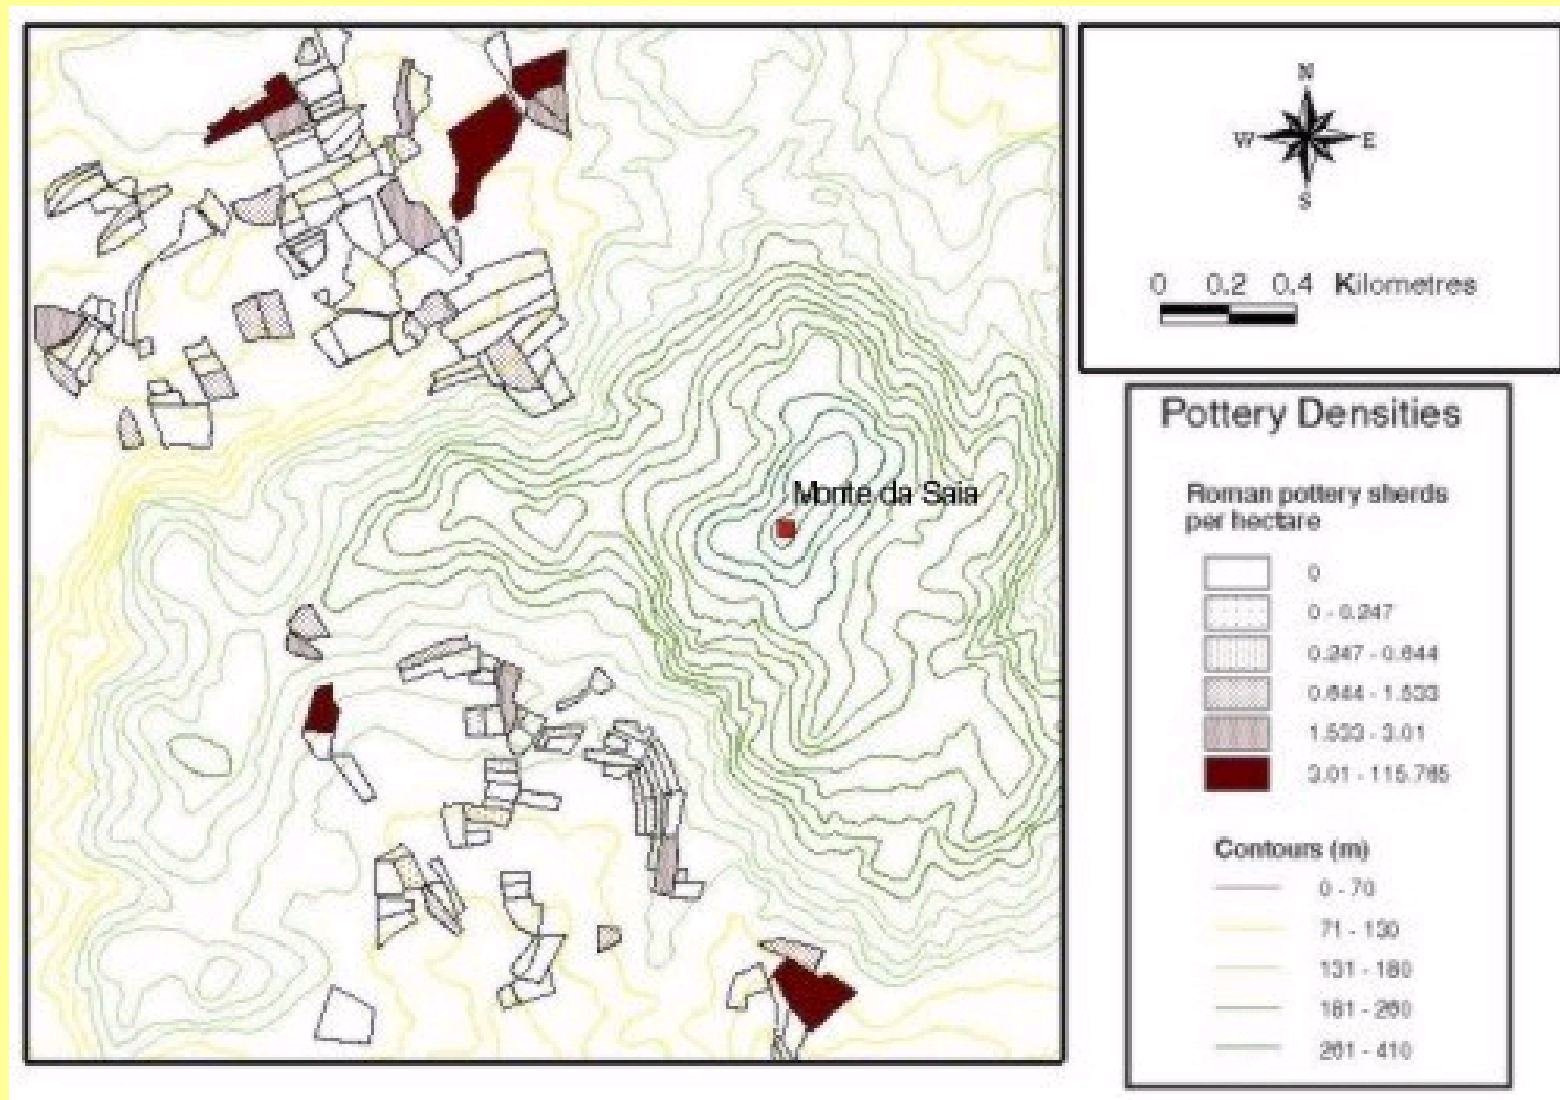 N
W E
S
0 0.2 0.4 Kilometres
Monte da Saia
Pottery Densities
Roman pottery sherds
per hectare
0
0 - 0.247
0.247 - 0.644
0.644 - 1.533
1.533 - 3.01
3.01 - 115.765
Contours (m)
0 - 70
71 - 130
131 - 180
181 - 260
261 - 410